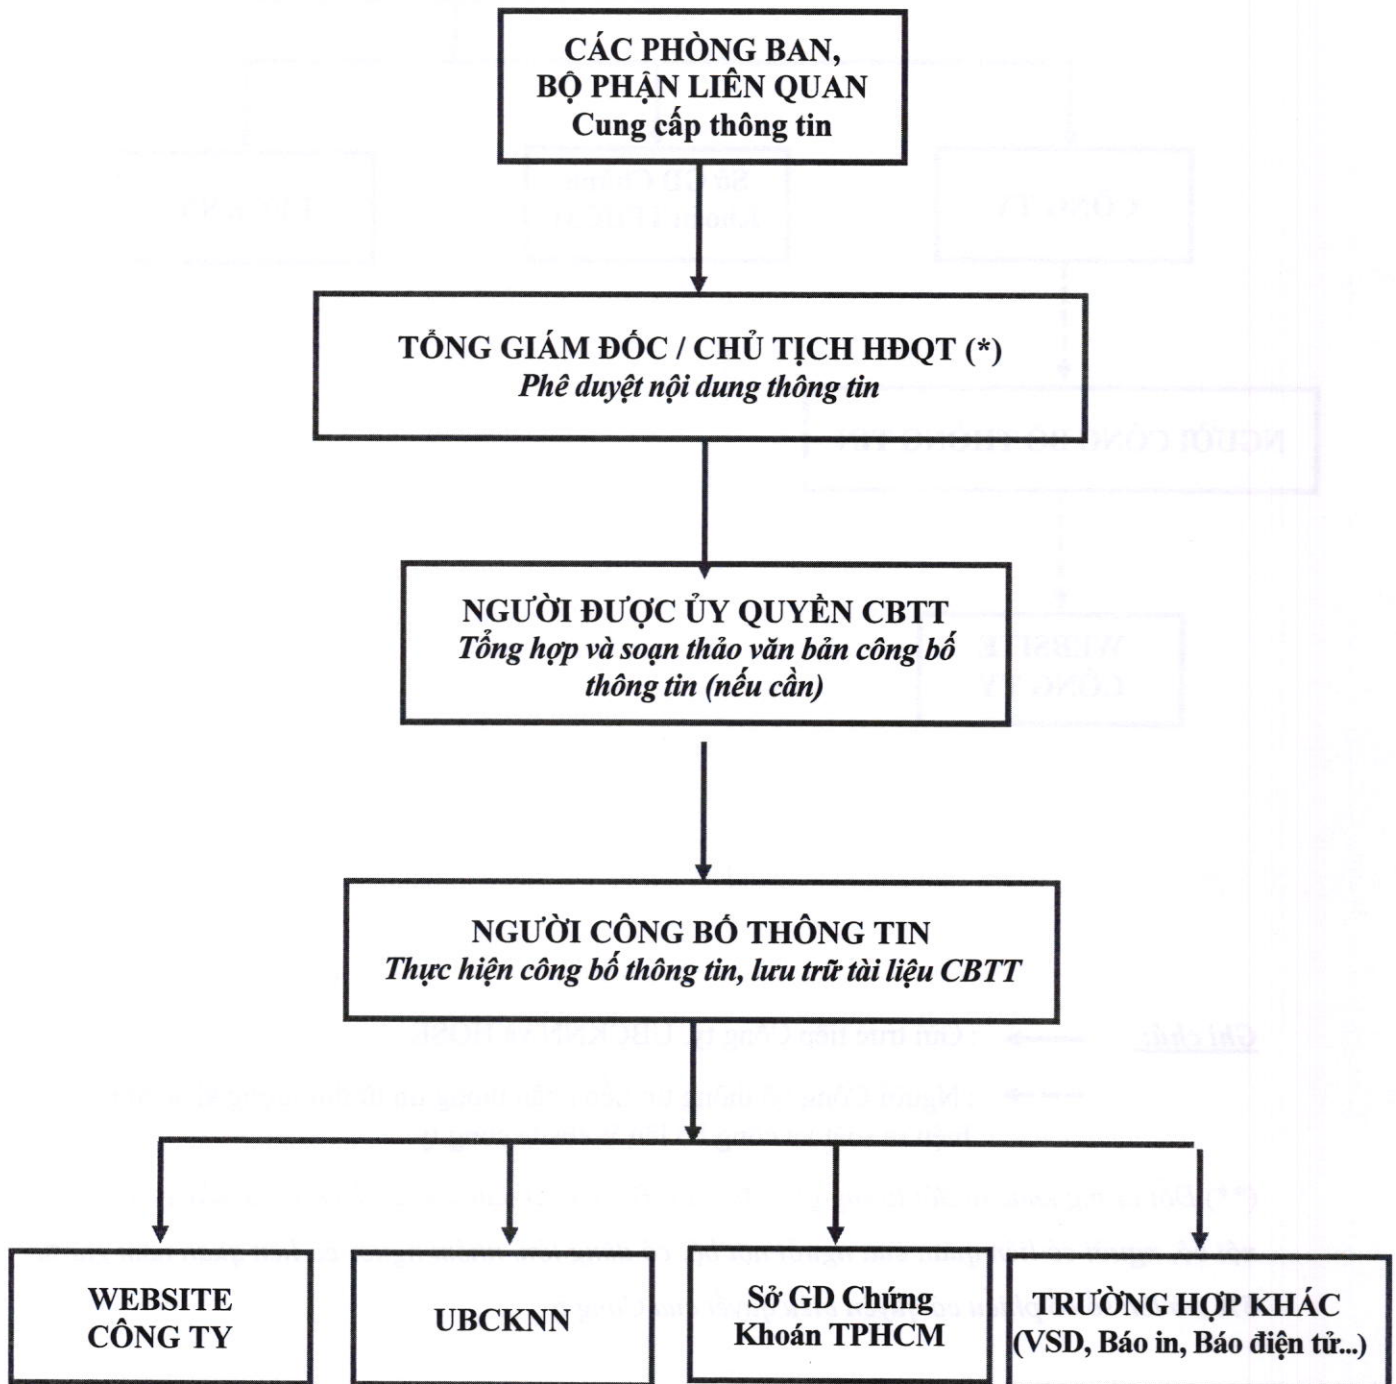 CÁC PHÒNG BAN,
BỘ PHẬN LIÊN QUAN
Cung cấp thông tin
TỔNG GIÁM ĐỐC / CHỦ TỊCH HĐQT (*)
Phê duyệt nội dung thông tin
NGƯỜI ĐƯỢC ỦY QUYỀN CBTT
Tổng hợp và soạn thảo văn bản công bố
thông tin (nếu cần)
NGƯỜI CÔNG BỐ THÔNG TIN
Thực hiện công bố thông tin, lưu trữ tài liệu CBTT
WEBSITE
CÔNG TY
UBCKNN
Sở GD Chứng
Khoán TPHCM
TRƯỜNG HỢP KHÁC
(VSD, Báo in, Báo điện tử...)